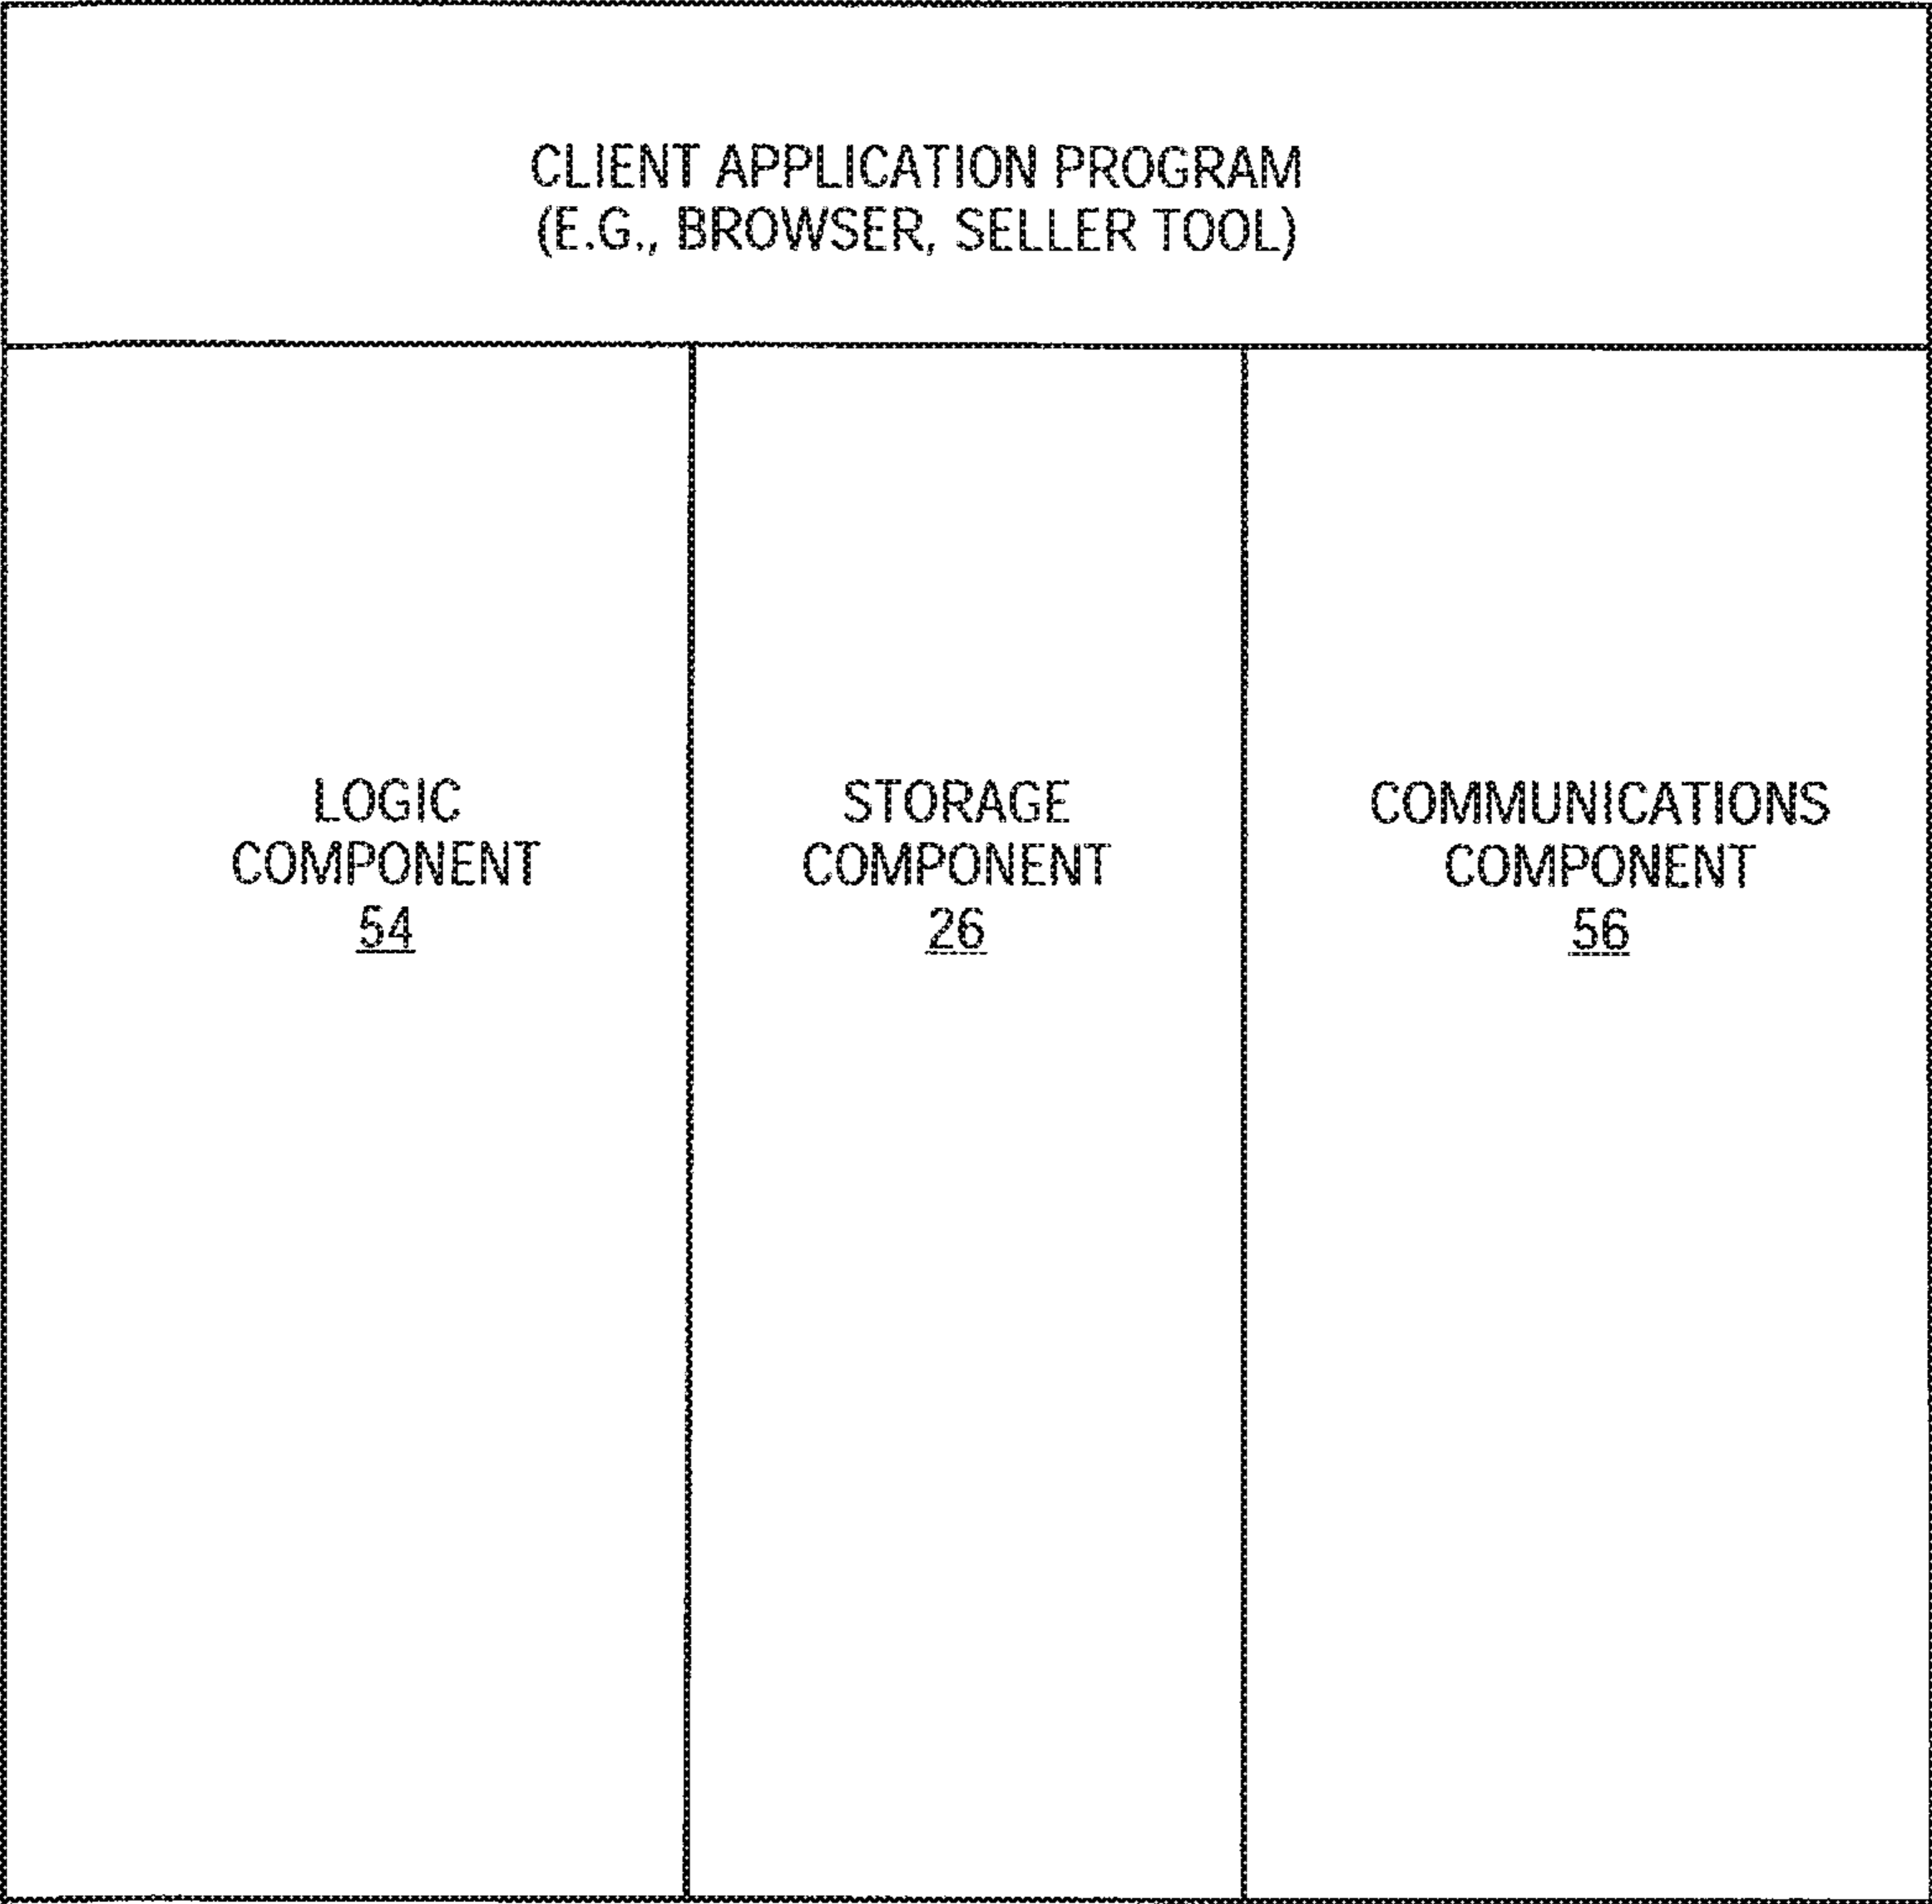 CLIENT APPLICATION PROGRAM
(E.G., BROWSER, SELLER TOOL)
LOGIC
COMPONENT
54
STORAGE
COMPONENT
26
COMMUNICATIONS
COMPONENT
56